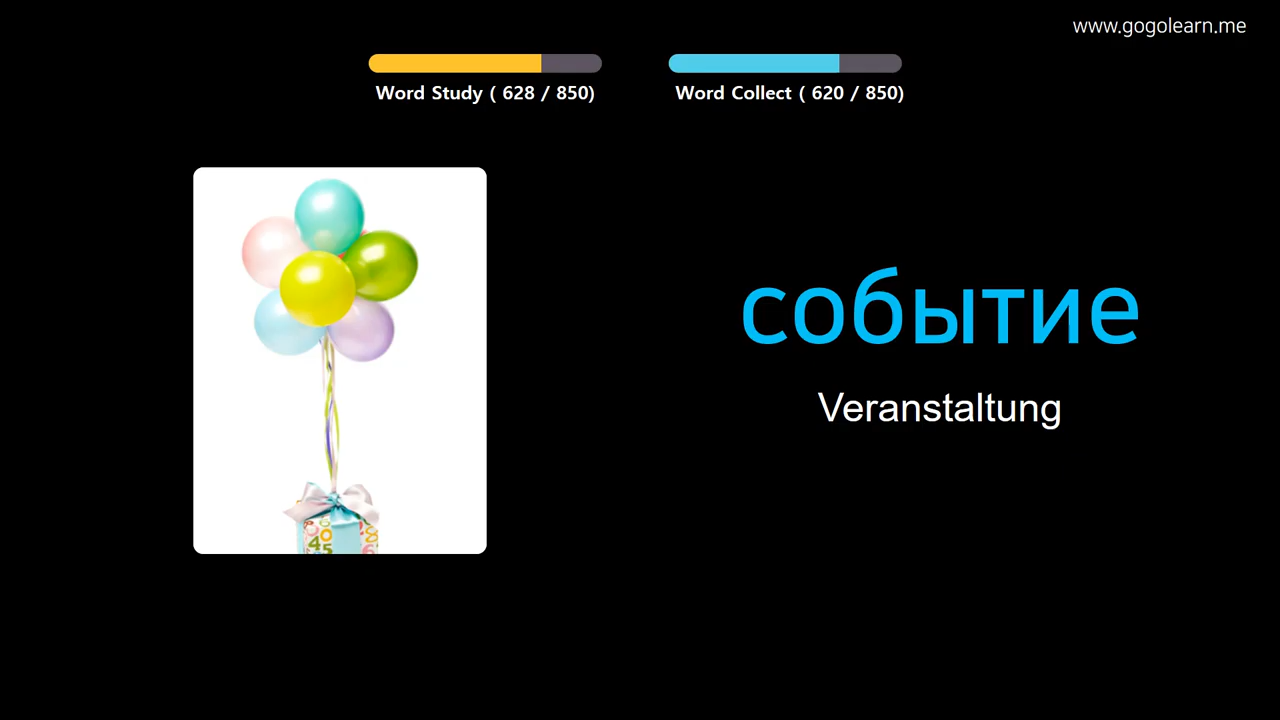 www.gogolearn.me
Word Study ( 628 / 850)
Word Collect ( 620 / 850)
событие
Veranstaltung